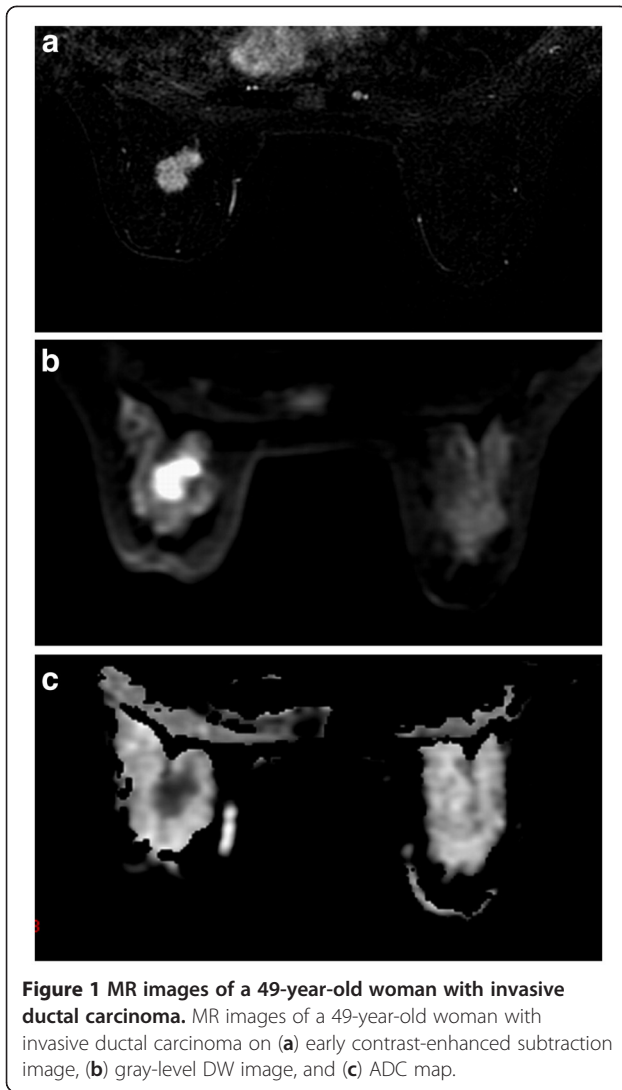 a
b
c
Figure 1 MR images of a 49-year-old woman with invasive
ductal carcinoma. MR images of a 49-year-old woman with
invasive ductal carcinoma on (a) early contrast-enhanced subtraction
image, (b) gray-level DW image, and (c) ADC map.